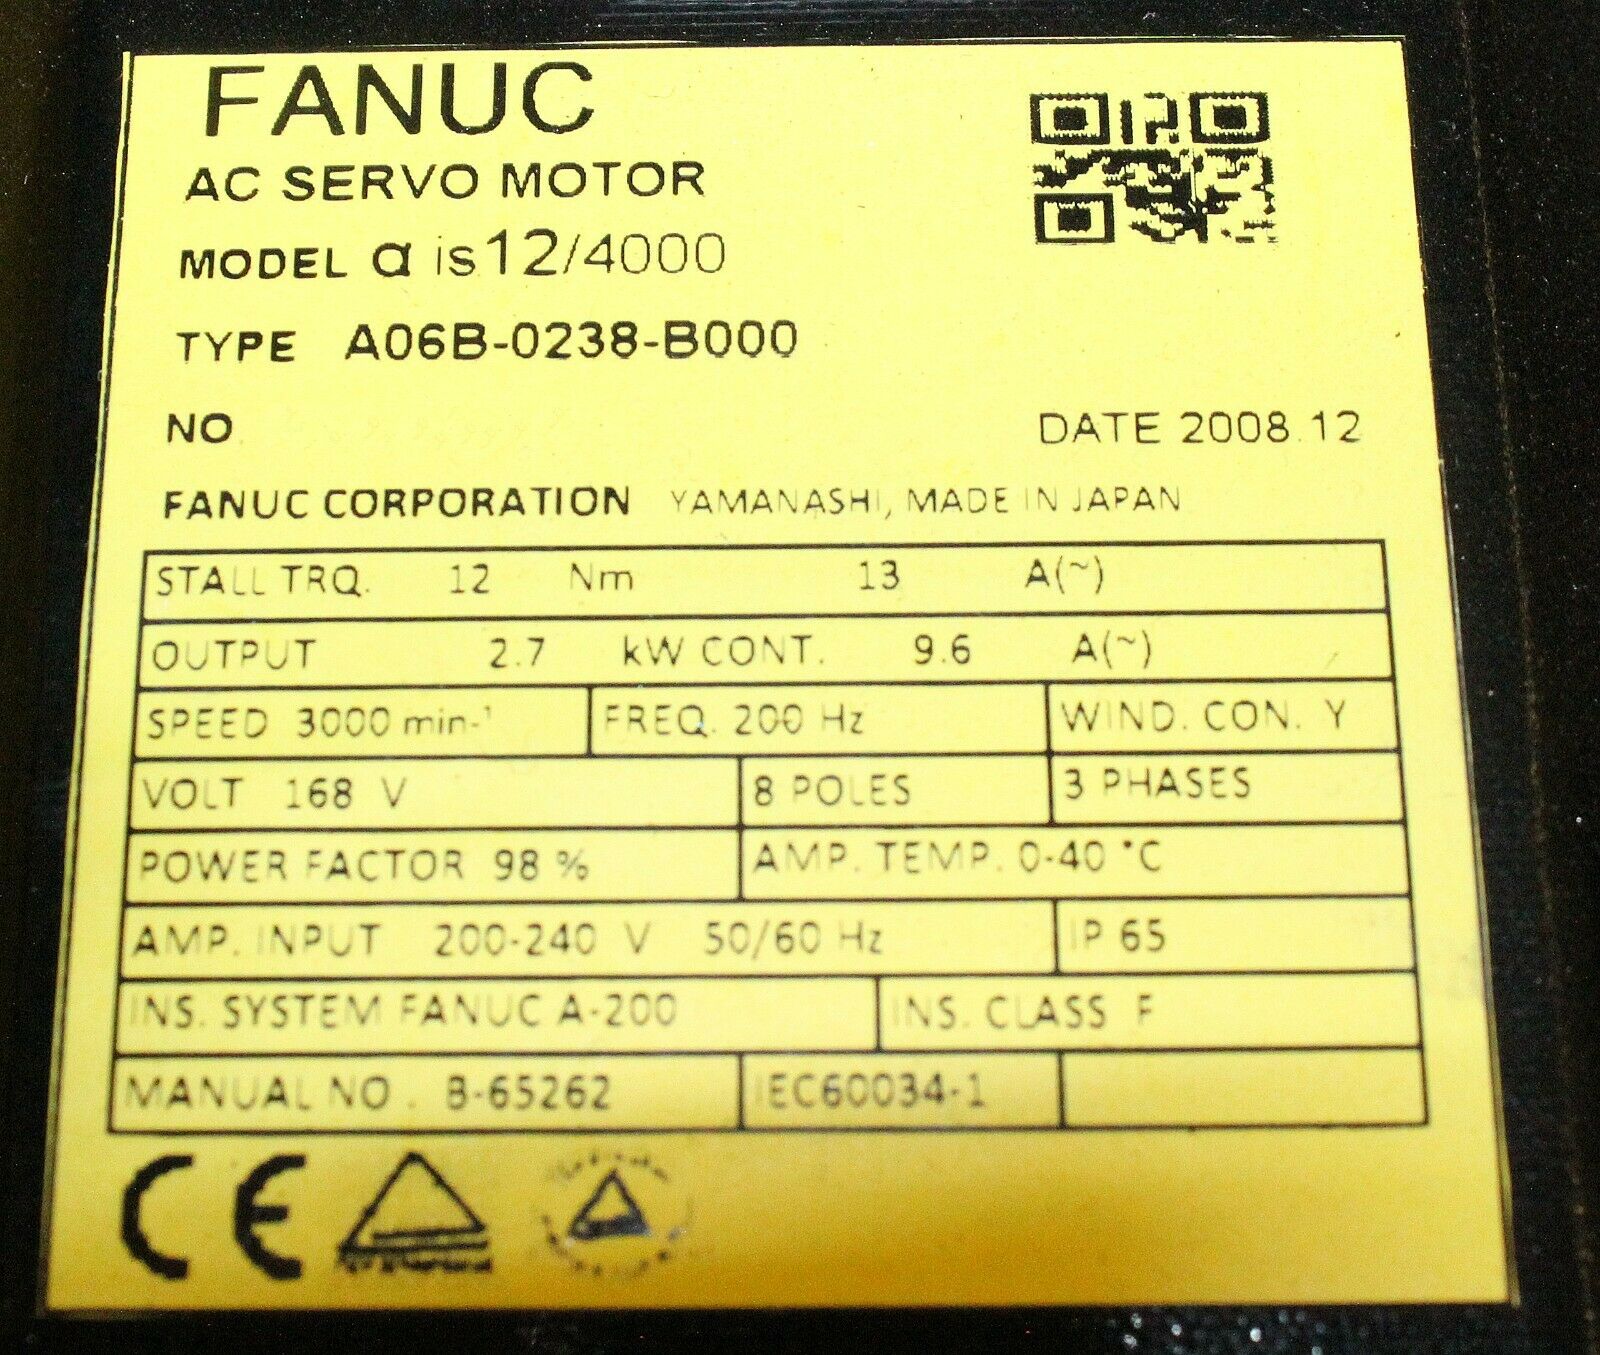 FANUC
AC SERVO MOTOR
MODEL α is 12/4000
TYPE A06B-0238-B000
NO DATE 2008.12
FANUC CORPORATION YAMANASHI, MADE IN JAPAN
STALL TRQ. 12 Nm 13 A(~)
OUTPUT 2.7 kW CONT. 9.6 A(~)
SPEED 3000 min-¹ FREQ. 200 Hz WIND. CON. Y
VOLT 168 V 8 POLES 3 PHASES
POWER FACTOR 98 % AMP. TEMP. 0-40 °C
AMP. INPUT 200-240 V 50/60 Hz IP 65
INS. SYSTEM FANUC A-200 INS. CLASS F
MANUAL NO. B-65262 IEC60034-1
CE